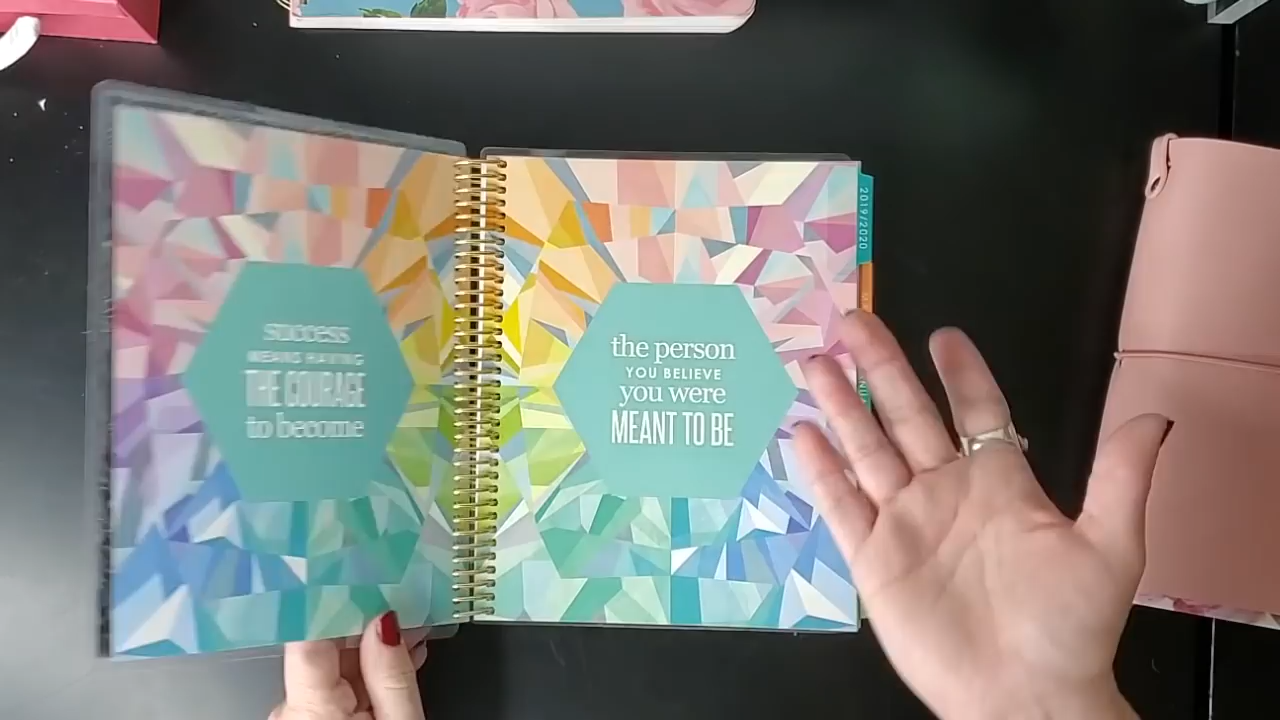 success
MEANS HAVING
THE COURAGE
to become
the person
YOU BELIEVE
you were
MEANT TO BE
2019/2020